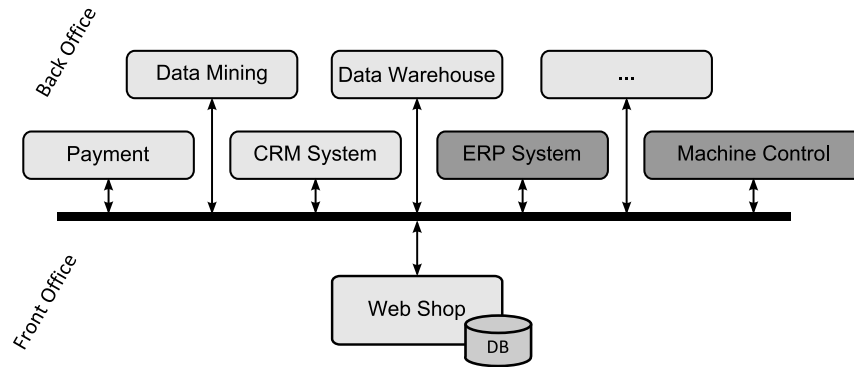 Back Office
Data Mining
Data Warehouse
...
Payment
CRM System
ERP System
Machine Control
Front Office
Web Shop
DB